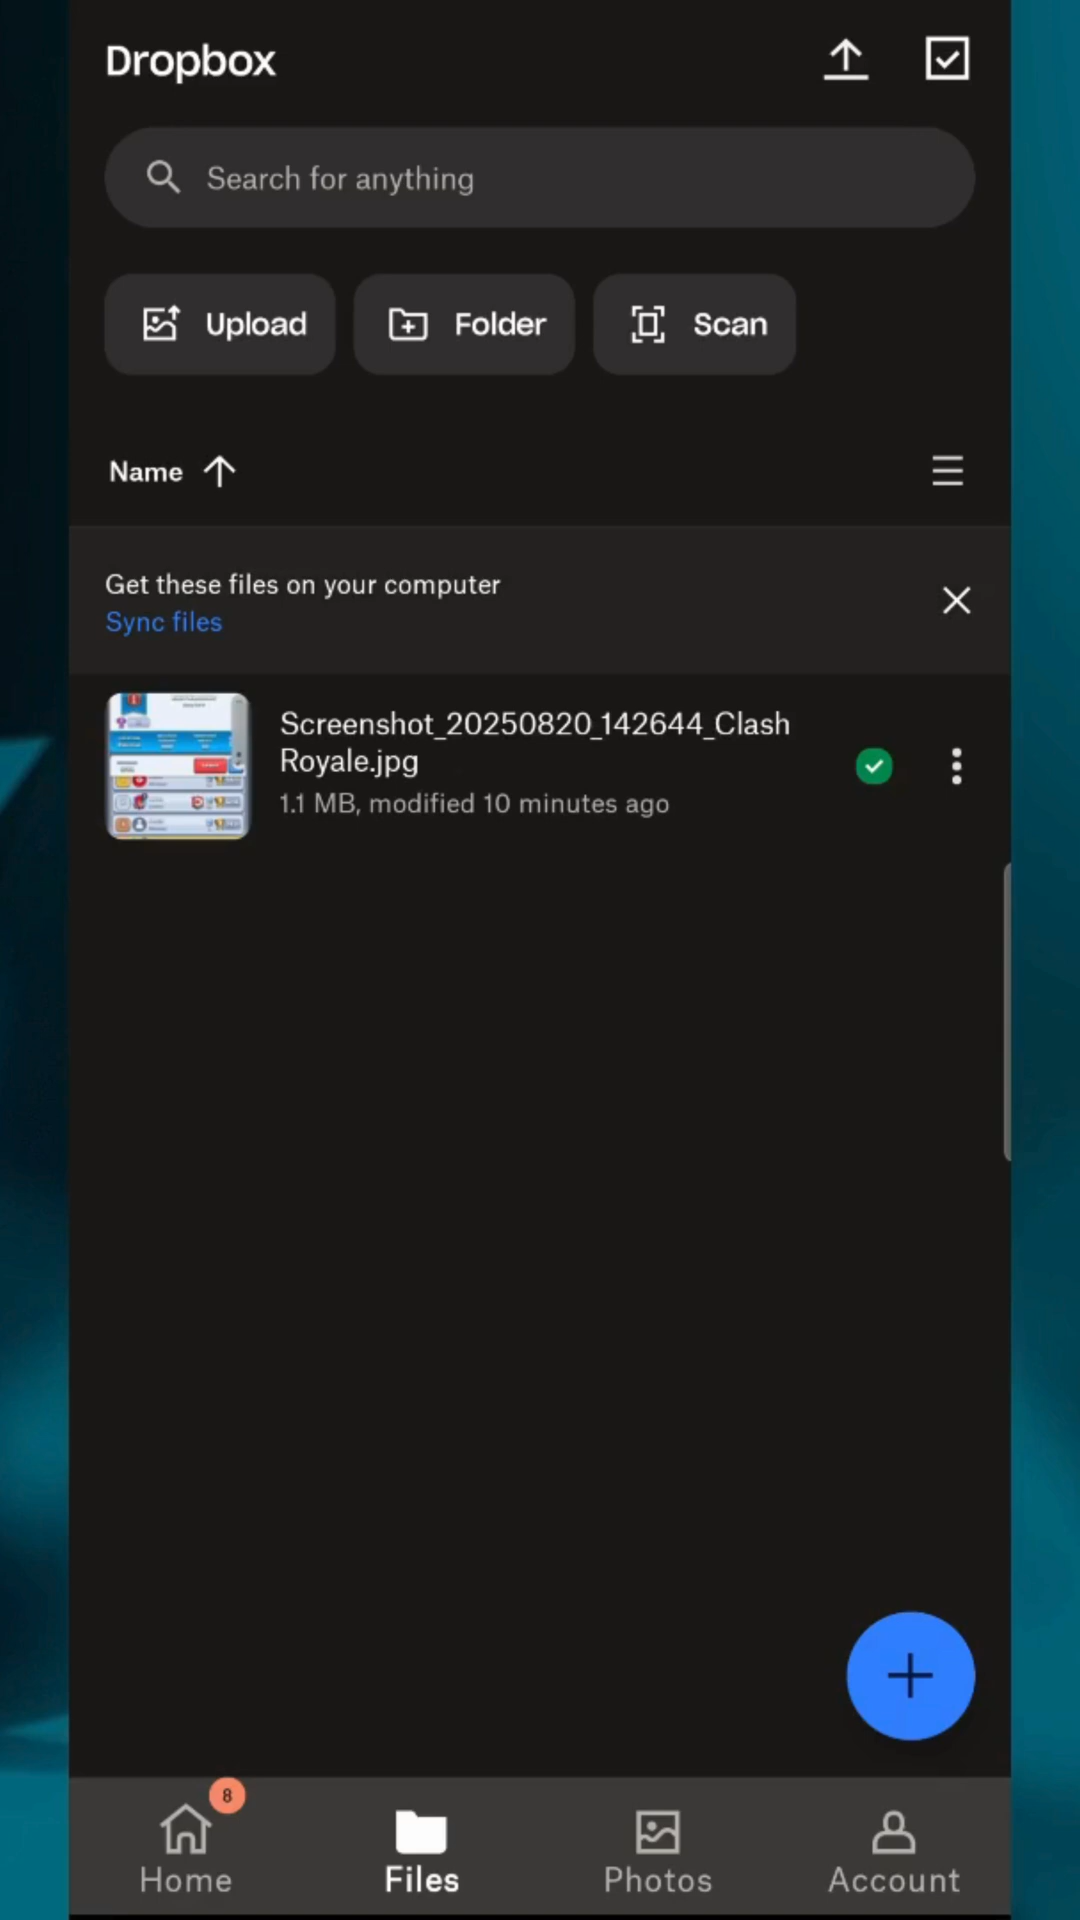 Dropbox
Search for anything
Upload
Folder
Scan
Name
Get these files on your computer
Sync files
Screenshot_20250820_142644_Clash
Royale.jpg
1.1 MB, modified 10 minutes ago
8
Home
Files
Photos
Account